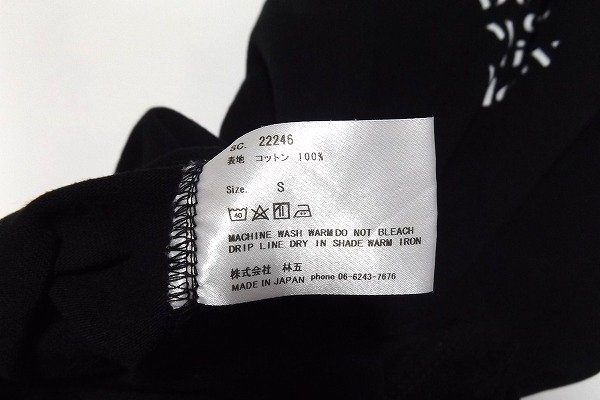 SC. 22246
表地 コットン 100%
Size. S
40
MACHINE WASH WARM DO NOT BLEACH
DRIP LINE DRY IN SHADE WARM IRON
株式会社 林五 phone 06-6243-7676
MADE IN JAPAN